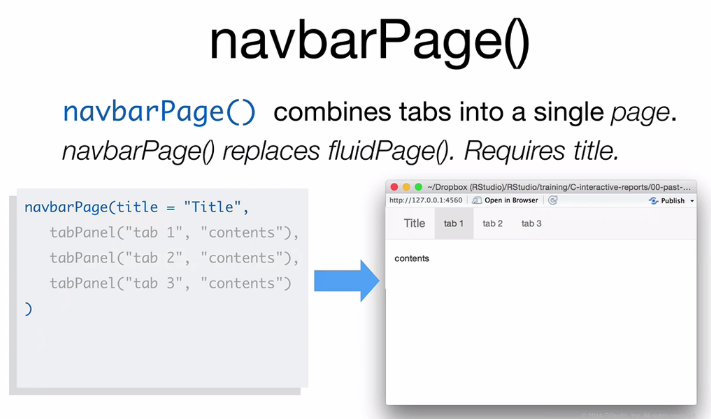 navbarPage()
navbarPage() combines tabs into a single page.
navbarPage() replaces fluidPage(). Requires title.
navbarPage(title = "Title",
tabPanel("tab 1", "contents"),
tabPanel("tab 2", "contents"),
tabPanel("tab 3", "contents")
)
~/Dropbox (RStudio)/RStudio/training/C-interactive-reports/00-past-...
http://127.0.0.1:4560 Open in Browser Publish
Title tab 1 tab 2 tab 3
contents